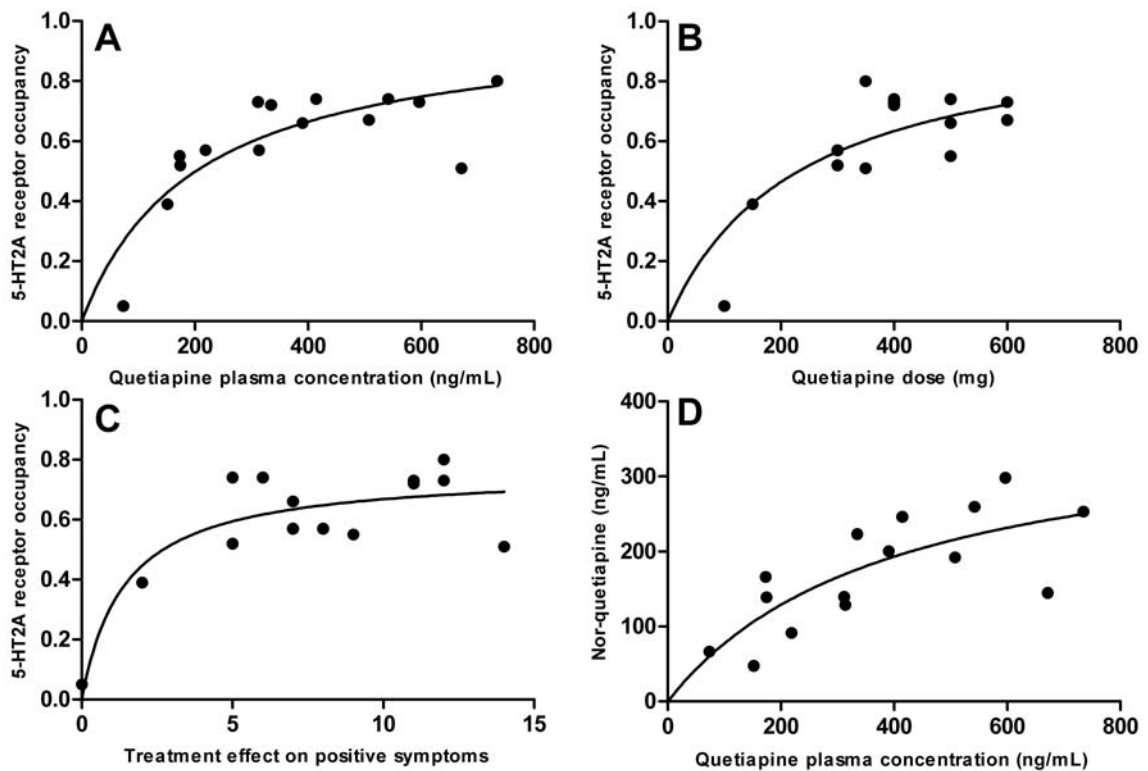 A
5-HT2A receptor occupancy
1.0
0.8
0.6
0.4
0.2
0.0
0 200 400 600 800
Quetiapine plasma concentration (ng/mL)
B
5-HT2A receptor occupancy
1.0
0.8
0.6
0.4
0.2
0.0
0 200 400 600 800
Quetiapine dose (mg)
C
5-HT2A receptor occupancy
1.0
0.8
0.6
0.4
0.2
0.0
0 5 10 15
Treatment effect on positive symptoms
D
Nor-quetiapine (ng/mL)
400
300
200
100
0
0 200 400 600 800
Quetiapine plasma concentration (ng/mL)